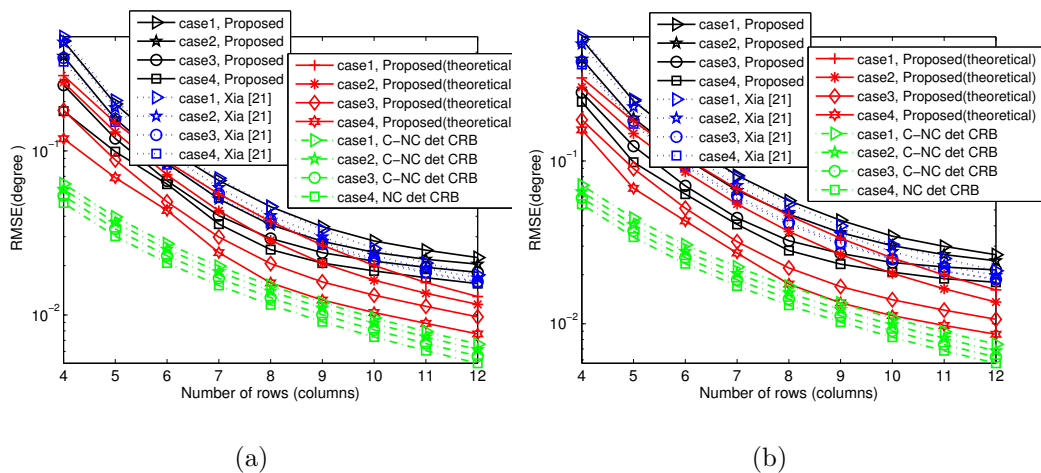 case1, Proposed
case2, Proposed
case3, Proposed
case4, Proposed
case1, Xia [21]
case2, Xia [21]
case3, Xia [21]
case4, Xia [21]
case1, Proposed(theoretical)
case2, Proposed(theoretical)
case3, Proposed(theoretical)
case4, Proposed(theoretical)
case1, C−NC det CRB
case2, C−NC det CRB
case3, C−NC det CRB
case4, NC det CRB
RMSE(degree)
10−1
10−2
4 5 6 7 8 9 10 11 12
Number of rows (columns)
(a)
case1, Proposed
case2, Proposed
case3, Proposed
case4, Proposed
case1, Xia [21]
case2, Xia [21]
case3, Xia [21]
case4, Xia [21]
case1, Proposed(theoretical)
case2, Proposed(theoretical)
case3, Proposed(theoretical)
case4, Proposed(theoretical)
case1, C−NC det CRB
case2, C−NC det CRB
case3, C−NC det CRB
case4, NC det CRB
RMSE(degree)
10−1
10−2
4 5 6 7 8 9 10 11 12
Number of rows (columns)
(b)